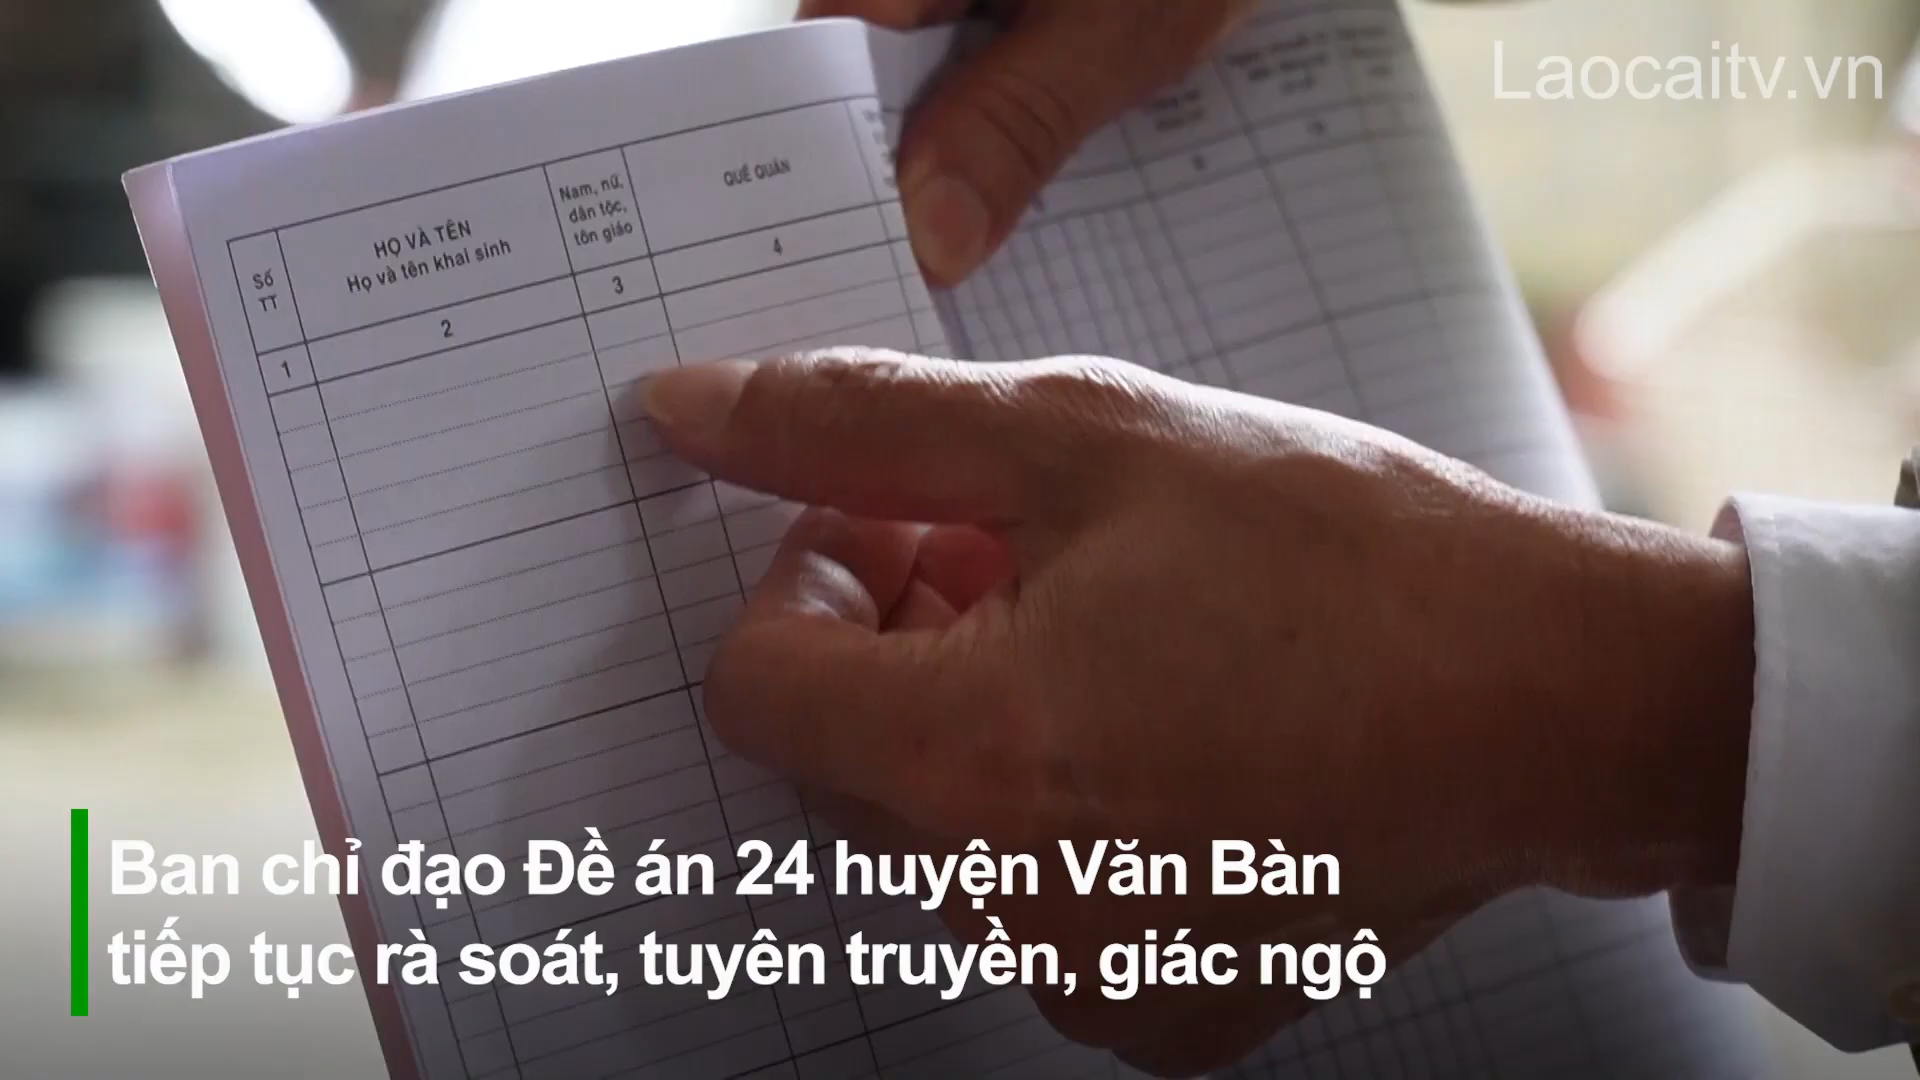 Laocaitv.vn
Số
TT
HỌ VÀ TÊN
Họ và tên khai sinh
Nam, nữ,
dân tộc,
tôn giáo
QUÊ QUÁN
1
2
3
4
Ban chỉ đạo Đề án 24 huyện Văn Bàn
tiếp tục rà soát, tuyên truyền, giác ngộ